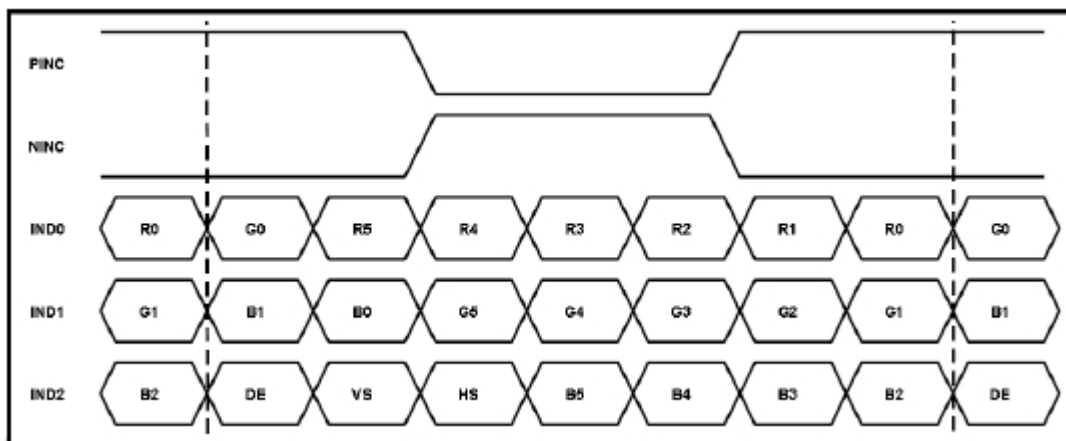 PINC
NINC
IND0 R0 G0 R5 R4 R3 R2 R1 R0 G0
IND1 G1 B1 B0 G5 G4 G3 G2 G1 B1
IND2 B2 DE VS HS B5 B4 B3 B2 DE